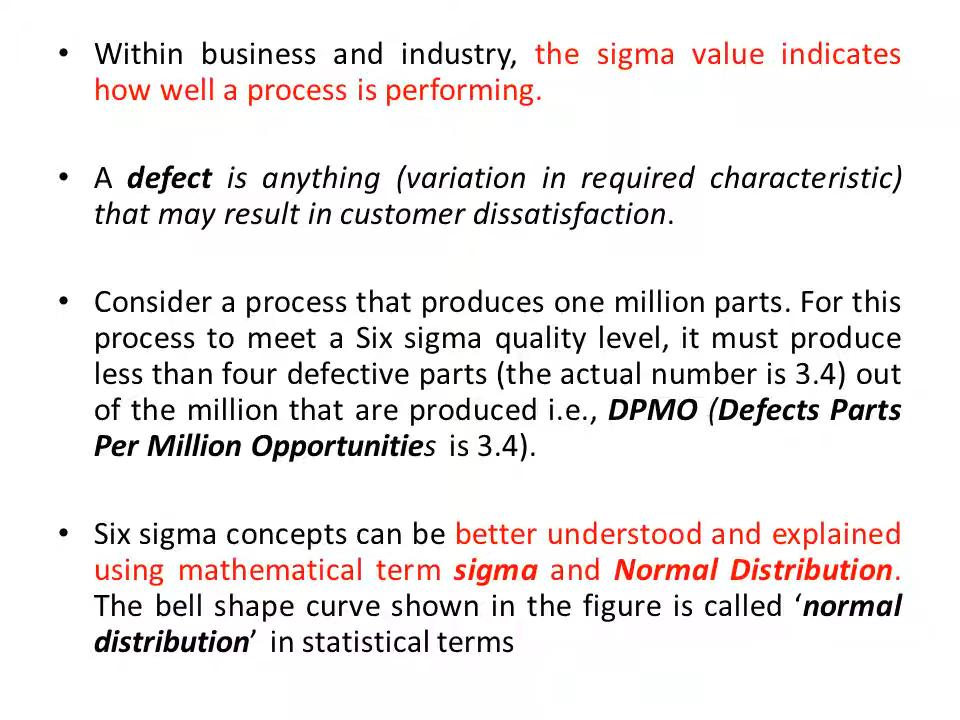 • Within business and industry, the sigma value indicates
how well a process is performing.
• A defect is anything (variation in required characteristic)
that may result in customer dissatisfaction.
• Consider a process that produces one million parts. For this
process to meet a Six sigma quality level, it must produce
less than four defective parts (the actual number is 3.4) out
of the million that are produced i.e., DPMO (Defects Parts
Per Million Opportunities is 3.4).
• Six sigma concepts can be better understood and explained
using mathematical term sigma and Normal Distribution.
The bell shape curve shown in the figure is called ‘normal
distribution’ in statistical terms